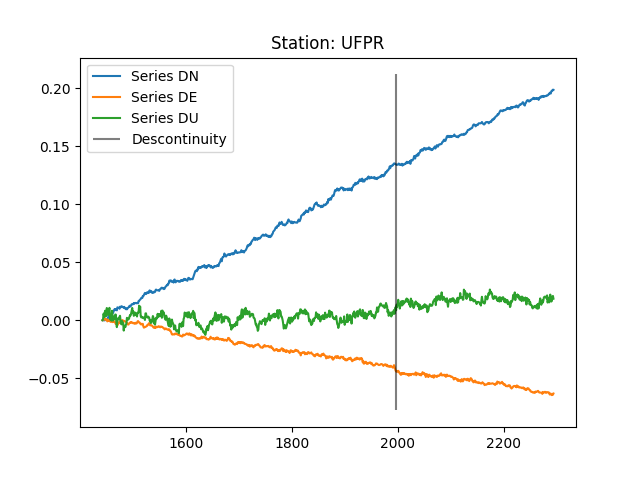 Station: UFPR
Series DN
Series DE
Series DU
Descontinuity
0.20
0.15
0.10
0.05
0.00
−0.05
1600 1800 2000 2200